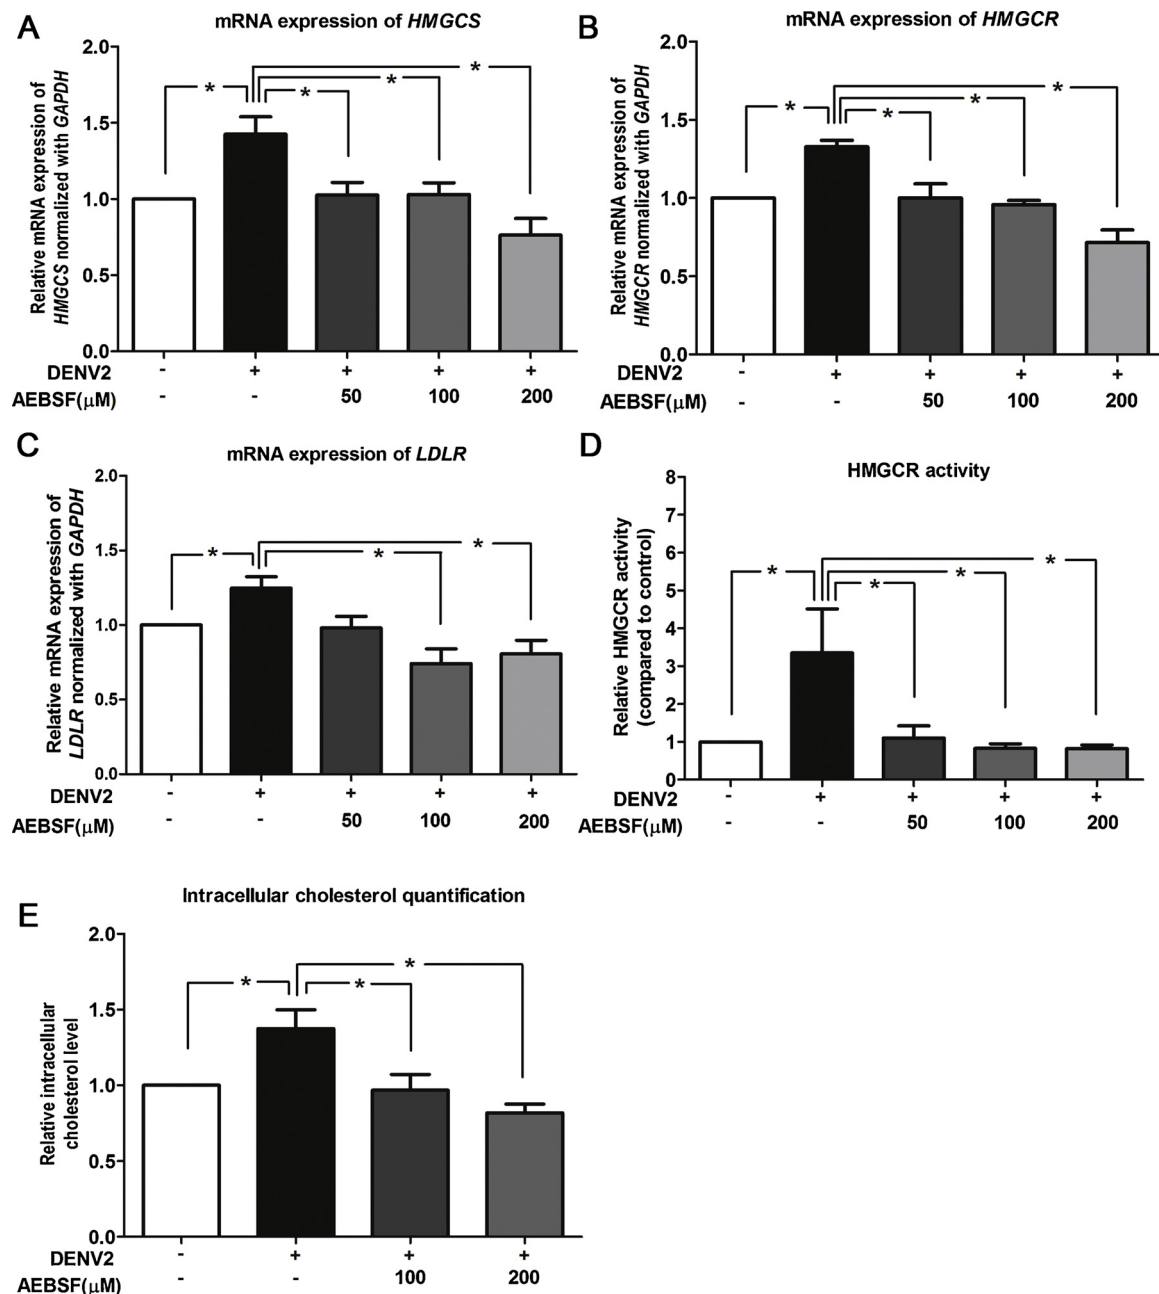 A
mRNA expression of HMGCS
Relative mRNA expression of
HMGCS normalized with GAPDH
2.0
1.5
1.0
0.5
0.0
* * * *
DENV2 - + + + +
AEBSF(μM) - - 50 100 200
B
mRNA expression of HMGCR
Relative mRNA expression of
HMGCR normalized with GAPDH
2.0
1.5
1.0
0.5
0.0
* * * *
DENV2 - + + + +
AEBSF(μM) - - 50 100 200
C
mRNA expression of LDLR
Relative mRNA expression of
LDLR normalized with GAPDH
2.0
1.5
1.0
0.5
0.0
* * *
DENV2 - + + + +
AEBSF(μM) - - 50 100 200
D
HMGCR activity
Relative HMGCR activity
(compared to control)
8
7
6
5
4
3
2
1
0
* * * *
DENV2 - + + + +
AEBSF(μM) - - 50 100 200
E
Intracellular cholesterol quantification
Relative intracellular
cholesterol level
2.0
1.5
1.0
0.5
0.0
* * *
DENV2 - + + +
AEBSF(μM) - - 100 200